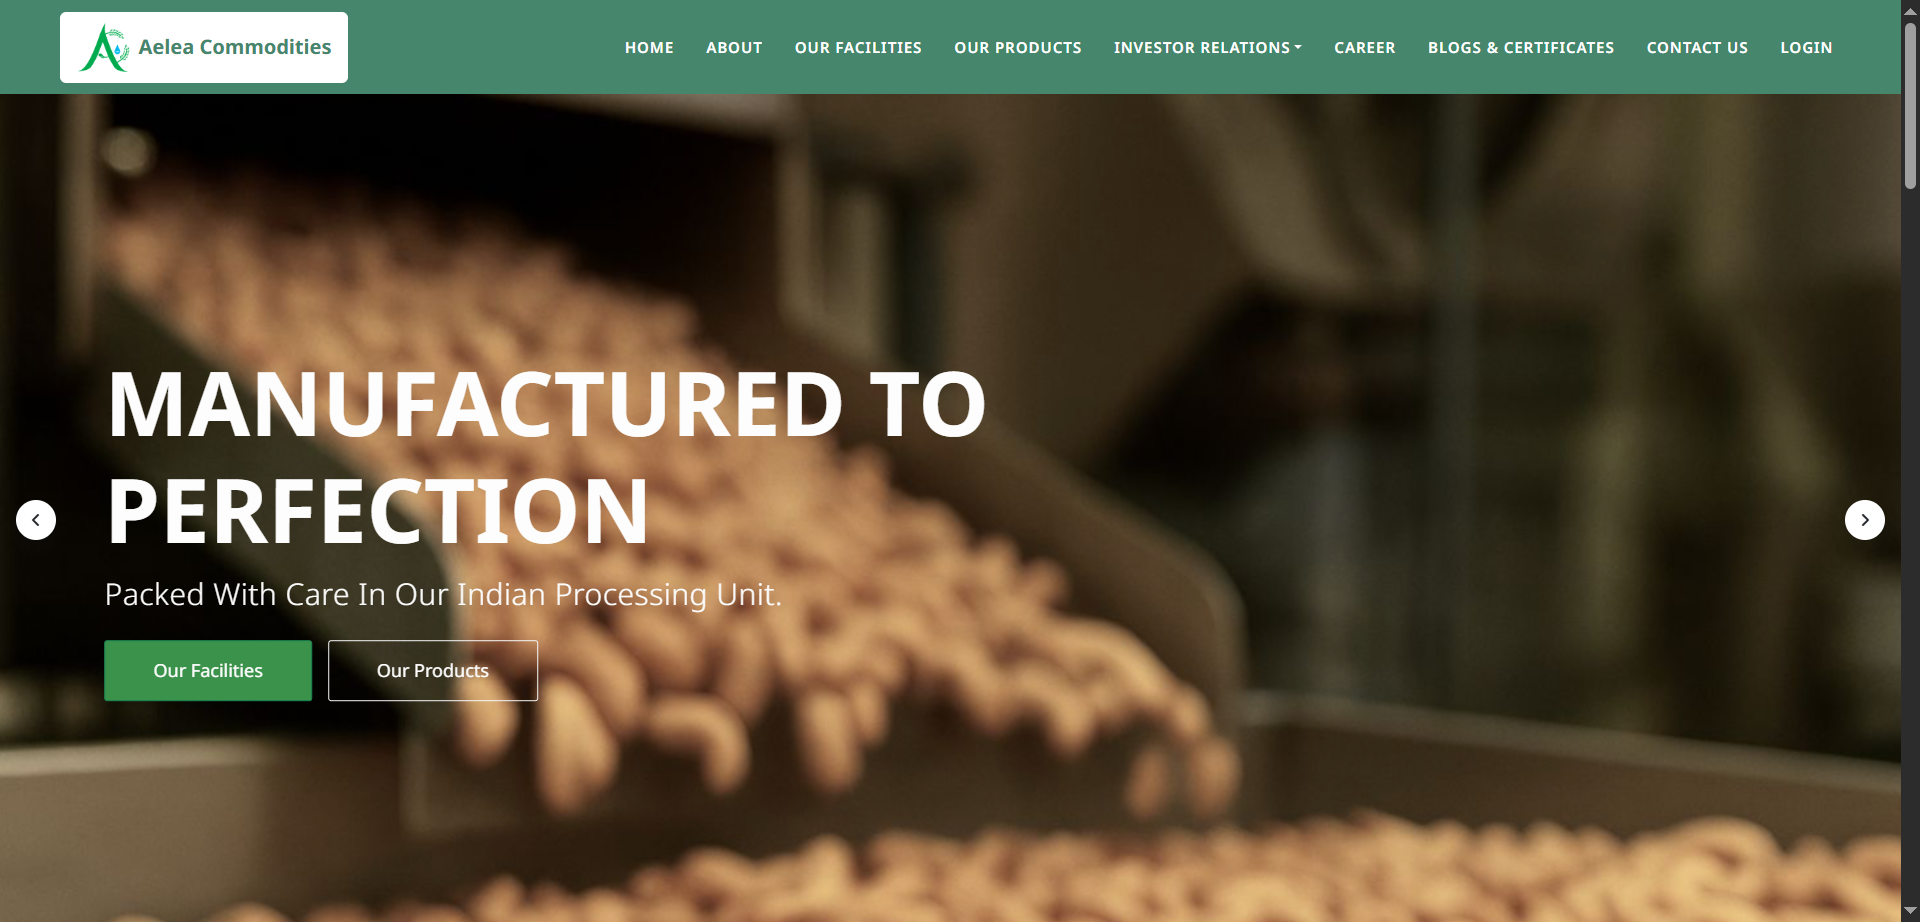 Aelea Commodities
HOME ABOUT OUR FACILITIES OUR PRODUCTS INVESTOR RELATIONS CAREER BLOGS & CERTIFICATES CONTACT US LOGIN
MANUFACTURED TO
PERFECTION
Packed With Care In Our Indian Processing Unit.
Our Facilities Our Products